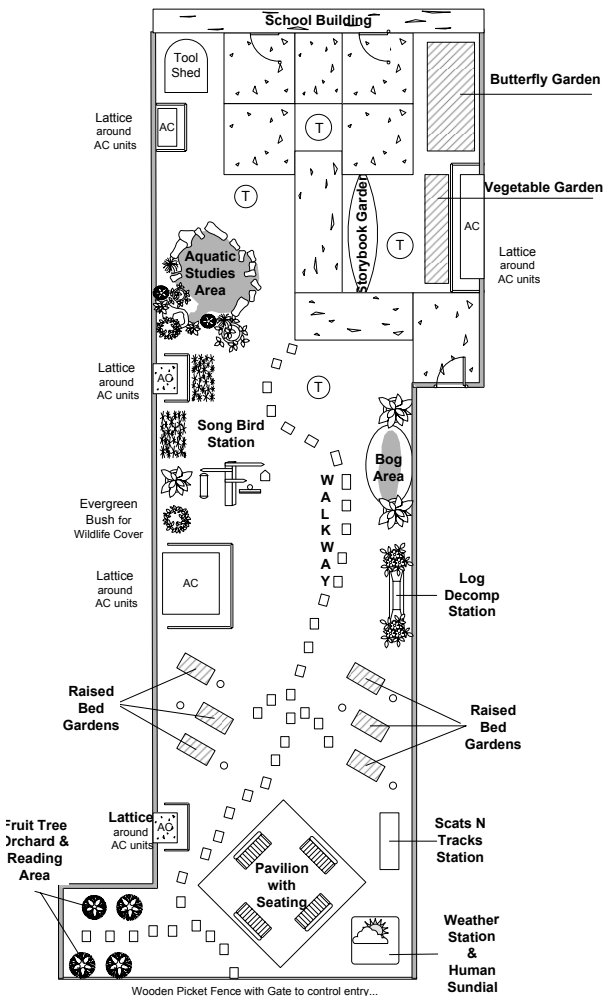 School Building
Tool
Shed
Butterfly Garden
Lattice
around
AC units
AC
T
T
Vegetable Garden
Storybook Garden
T
AC
Lattice
around
AC units
Aquatic
Studies
Area
Lattice
around
AC units
AC
T
Song Bird
Station
Bog
Area
WALKWAY
Evergreen
Bush for
Wildlife Cover
Lattice
around
AC units
AC
Log
Decomp
Station
Raised
Bed
Gardens
Raised
Bed
Gardens
Lattice
around
AC units
AC
Fruit Tree
Orchard &
Reading
Area
Scats N
Tracks
Station
Pavilion
with
Seating
Weather
Station
&
Human
Sundial
Wooden Picket Fence with Gate to control entry...